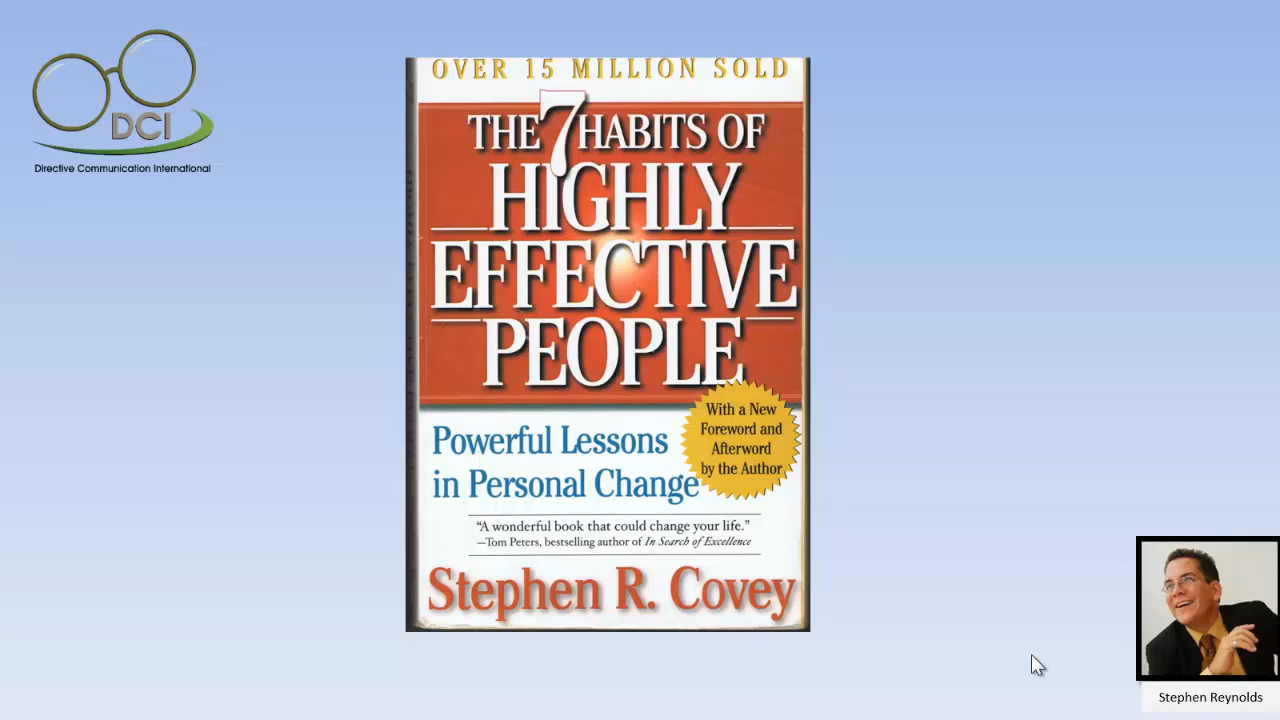 DCI
Directive Communication International
OVER 15 MILLION SOLD
THE 7 HABITS OF
HIGHLY
EFFECTIVE
PEOPLE
With a New
Foreword and
Afterword
by the Author
Powerful Lessons
in Personal Change
“A wonderful book that could change your life.”
—Tom Peters, bestselling author of In Search of Excellence
Stephen R. Covey
Stephen Reynolds